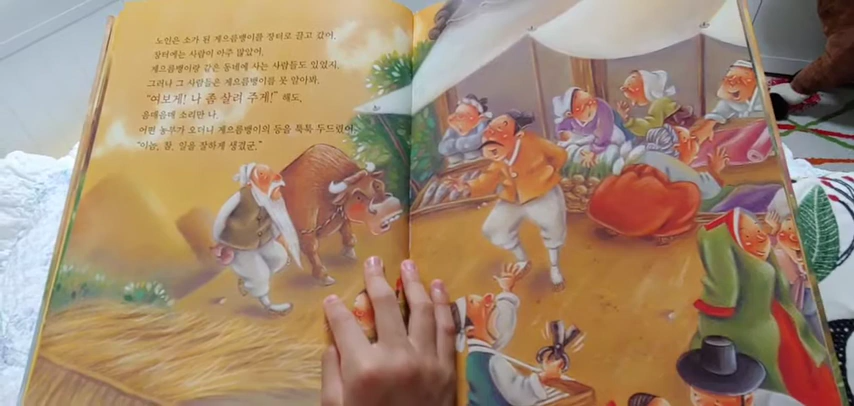 노인은 소가 된 게으름뱅이를 장터로 끌고 갔어.
장터에는 사람이 아주 많았어.
게으름뱅이랑 같은 동네에 사는 사람들도 있었지.
그러나 그 사람들은 게으름뱅이를 못 알아봐.
“여보게! 나 좀 살려 주게!” 해도,
음매음매 소리만 나.
어떤 농부가 오더니 게으름뱅이의 등을 툭툭 두드렸어.
“이놈, 참, 일을 잘하게 생겼군.”